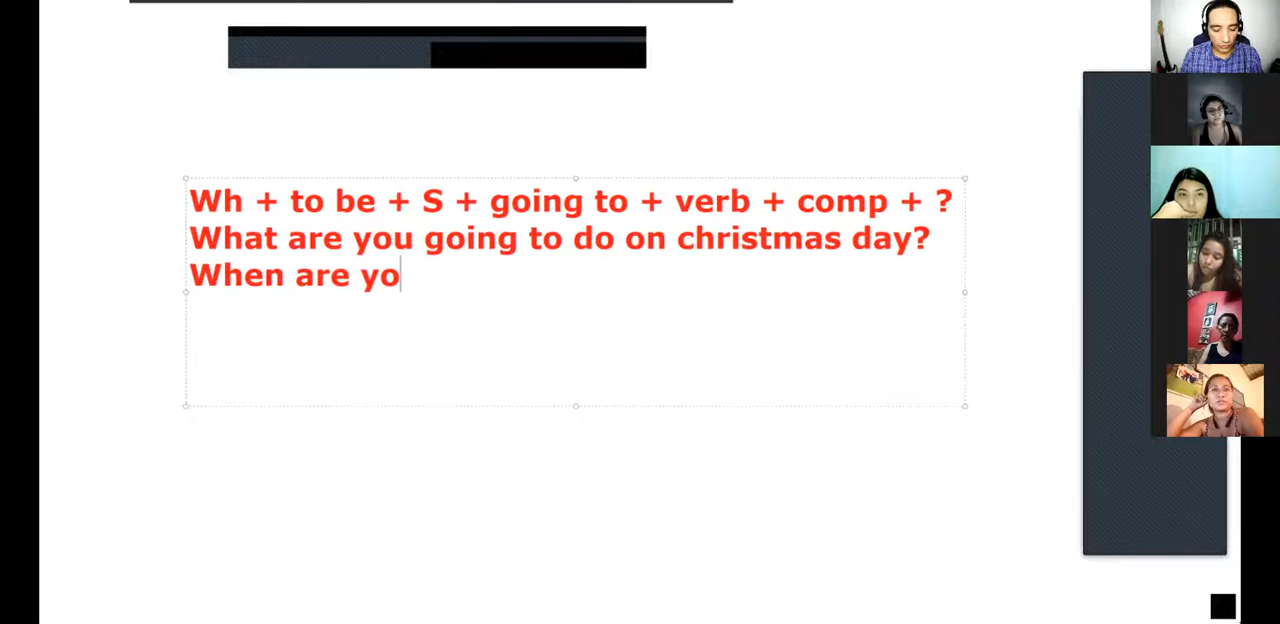 Wh + to be + S + going to + verb + comp + ?
What are you going to do on christmas day?
When are yo